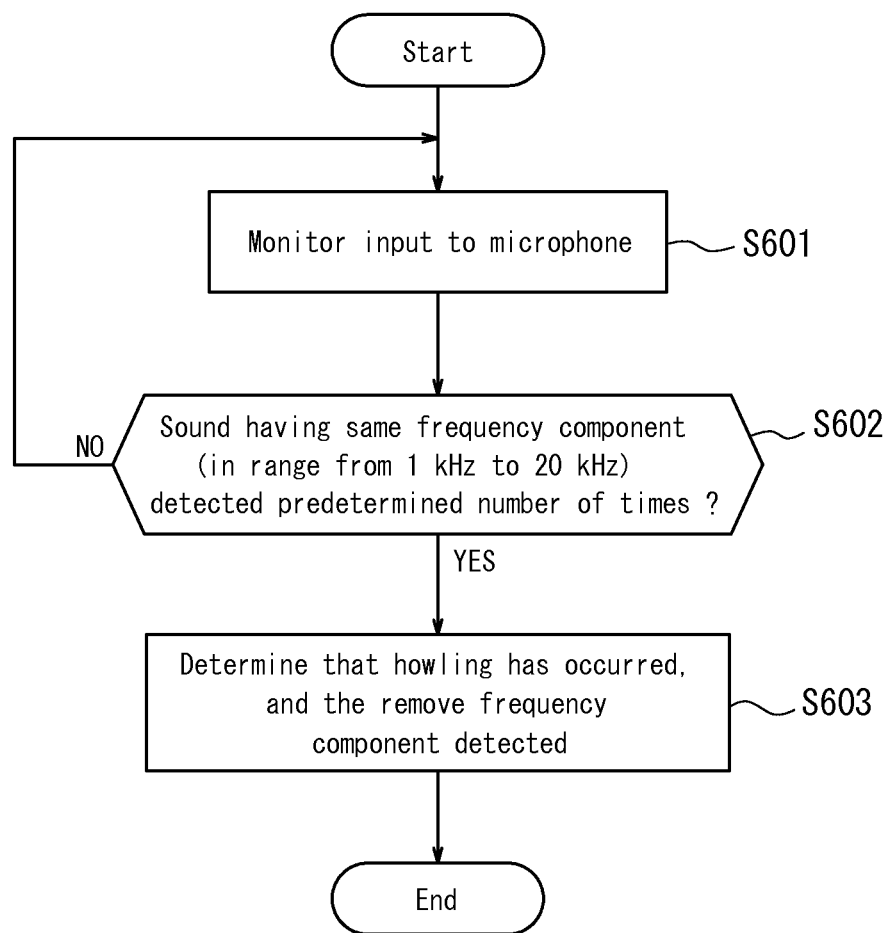 Start
Monitor input to microphone
S601
Sound having same frequency component
(in range from 1 kHz to 20 kHz)
detected predetermined number of times ?
S602
NO
YES
Determine that howling has occurred,
and the remove frequency
component detected
S603
End